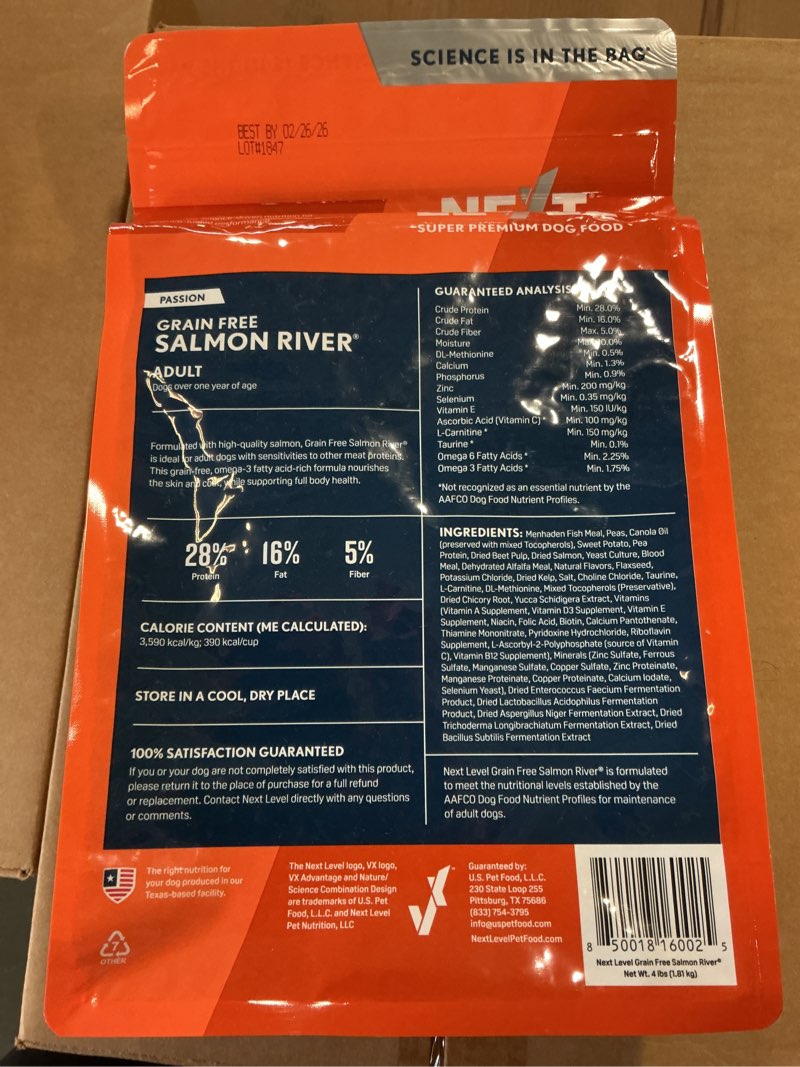 SCIENCE IS IN THE BAG®
BEST BY 02/26/26
LOT#1847
NEXT
SUPER PREMIUM DOG FOOD
PASSION
GRAIN FREE
SALMON RIVER®
ADULT
Dogs over one year of age
Formulated with high-quality salmon, Grain Free Salmon River®
is ideal for adult dogs with sensitivities to other meat proteins.
This grain-free, omega-3 fatty acid-rich formula nourishes
the skin and coat, while supporting full body health.
28% 16% 5%
Protein Fat Fiber
CALORIE CONTENT (ME CALCULATED):
3,590 kcal/kg; 390 kcal/cup
STORE IN A COOL, DRY PLACE
100% SATISFACTION GUARANTEED
If you or your dog are not completely satisfied with this product,
please return it to the place of purchase for a full refund
or replacement. Contact Next Level directly with any questions
or comments.
GUARANTEED ANALYSIS
Crude Protein Min. 28.0%
Crude Fat Min. 16.0%
Crude Fiber Max. 5.0%
Moisture Max. 10.0%
DL-Methionine Min. 0.5%
Calcium Min. 1.3%
Phosphorus Min. 0.9%
Zinc Min. 200 mg/kg
Selenium Min. 0.35 mg/kg
Vitamin E Min. 150 IU/kg
Ascorbic Acid (Vitamin C) * Min. 100 mg/kg
L-Carnitine * Min. 150 mg/kg
Taurine * Min. 0.1%
Omega 6 Fatty Acids * Min. 2.25%
Omega 3 Fatty Acids * Min. 1.75%
*Not recognized as an essential nutrient by the
AAFCO Dog Food Nutrient Profiles.
INGREDIENTS: Menhaden Fish Meal, Peas, Canola Oil
(preserved with mixed Tocopherols), Sweet Potato, Pea
Protein, Dried Beet Pulp, Dried Salmon, Yeast Culture, Blood
Meal, Dehydrated Alfalfa Meal, Natural Flavors, Flaxseed,
Potassium Chloride, Dried Kelp, Salt, Choline Chloride, Taurine,
L-Carnitine, DL-Methionine, Mixed Tocopherols (Preservative),
Dried Chicory Root, Yucca Schidigera Extract, Vitamins
(Vitamin A Supplement, Vitamin D3 Supplement, Vitamin E
Supplement, Niacin, Folic Acid, Biotin, Calcium Pantothenate,
Thiamine Mononitrate, Pyridoxine Hydrochloride, Riboflavin
Supplement, L-Ascorbyl-2-Polyphosphate (source of Vitamin
C), Vitamin B12 Supplement), Minerals (Zinc Sulfate, Ferrous
Sulfate, Manganese Sulfate, Copper Sulfate, Zinc Proteinate,
Manganese Proteinate, Copper Proteinate, Calcium Iodate,
Selenium Yeast), Dried Enterococcus Faecium Fermentation
Product, Dried Lactobacillus Acidophilus Fermentation
Product, Dried Aspergillus Niger Fermentation Extract, Dried
Trichoderma Longibrachiatum Fermentation Extract, Dried
Bacillus Subtilis Fermentation Extract
Next Level Grain Free Salmon River® is formulated
to meet the nutritional levels established by the
AAFCO Dog Food Nutrient Profiles for maintenance
of adult dogs.
The right nutrition for
your dog produced in our
Texas-based facility.
7
OTHER
The Next Level logo, VX logo,
VX Advantage and Nature/
Science Combination Design
are trademarks of U.S. Pet
Food, L.L.C. and Next Level
Pet Nutrition, LLC
Guaranteed by:
U.S. Pet Food, L.L.C.
230 State Loop 255
Pittsburg, TX 75686
(833) 754-3795
info@uspetfood.com
NextLevelPetFood.com
8 50018 16002 5
Next Level Grain Free Salmon River®
Net Wt. 4 lbs (1.81 kg)